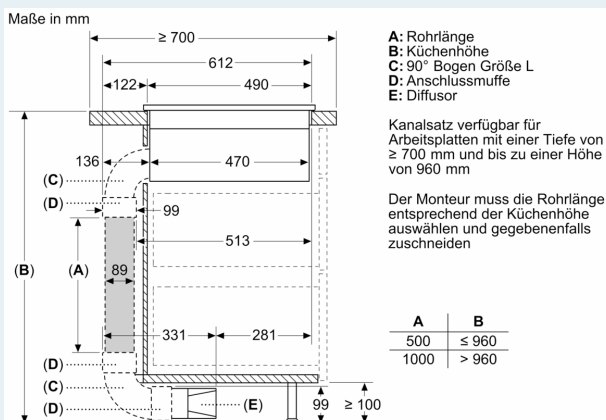 Maße in mm
≥ 700
612
122
490
136
470
(C)
(D)
99
513
(B)
(A)
89
331
281
(D)
(C)
(D)
(E)
99
≥ 100
A: Rohrlänge
B: Küchenhöhe
C: 90° Bogen Größe L
D: Anschlussmuffe
E: Diffusor
Kanalsatz verfügbar für
Arbeitsplatten mit einer Tiefe von
≥ 700 mm und bis zu einer Höhe
von 960 mm
Der Monteur muss die Rohrlänge
entsprechend der Küchenhöhe
auswählen und gegebenenfalls
zuschneiden
A B
500 ≤ 960
1000 > 960